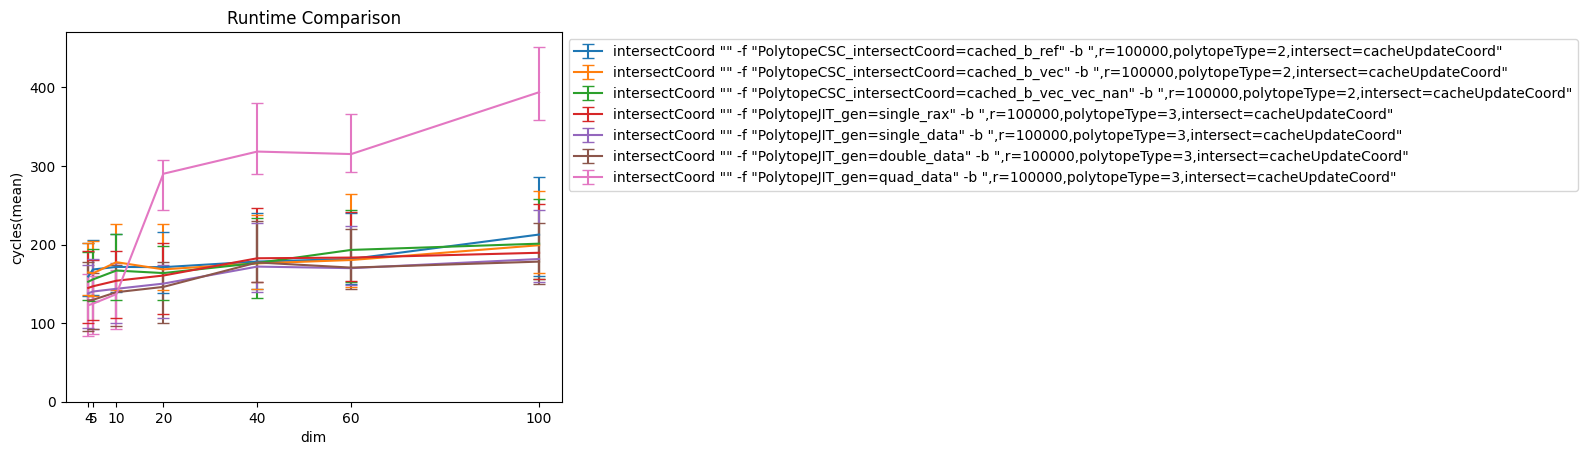 Runtime Comparison
cycles(mean)
400
300
200
100
0
4 5 10 20 40 60 100
dim
intersectCoord "" -f "PolytopeCSC_intersectCoord=cached_b_ref" -b ",r=100000,polytopeType=2,intersect=cacheUpdateCoord"
intersectCoord "" -f "PolytopeCSC_intersectCoord=cached_b_vec" -b ",r=100000,polytopeType=2,intersect=cacheUpdateCoord"
intersectCoord "" -f "PolytopeCSC_intersectCoord=cached_b_vec_vec_nan" -b ",r=100000,polytopeType=2,intersect=cacheUpdateCoord"
intersectCoord "" -f "PolytopeJIT_gen=single_rax" -b ",r=100000,polytopeType=3,intersect=cacheUpdateCoord"
intersectCoord "" -f "PolytopeJIT_gen=single_data" -b ",r=100000,polytopeType=3,intersect=cacheUpdateCoord"
intersectCoord "" -f "PolytopeJIT_gen=double_data" -b ",r=100000,polytopeType=3,intersect=cacheUpdateCoord"
intersectCoord "" -f "PolytopeJIT_gen=quad_data" -b ",r=100000,polytopeType=3,intersect=cacheUpdateCoord"